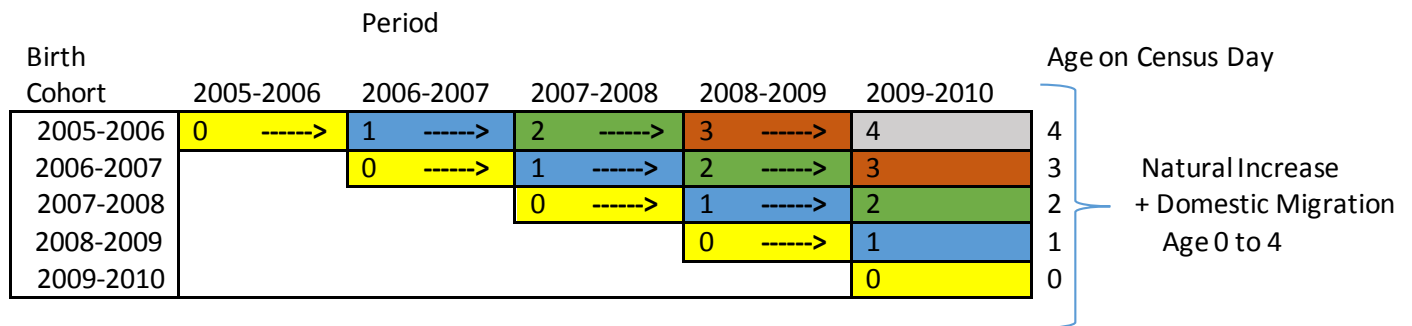 Period
Birth
Cohort 2005-2006 2006-2007 2007-2008 2008-2009 2009-2010 Age on Census Day
2005-2006 0 ------> 1 ------> 2 ------> 3 ------> 4 4
2006-2007 0 ------> 1 ------> 2 ------> 3 3 Natural Increase
2007-2008 0 ------> 1 ------> 2 2 + Domestic Migration
2008-2009 0 ------> 1 1 Age 0 to 4
2009-2010 0 0